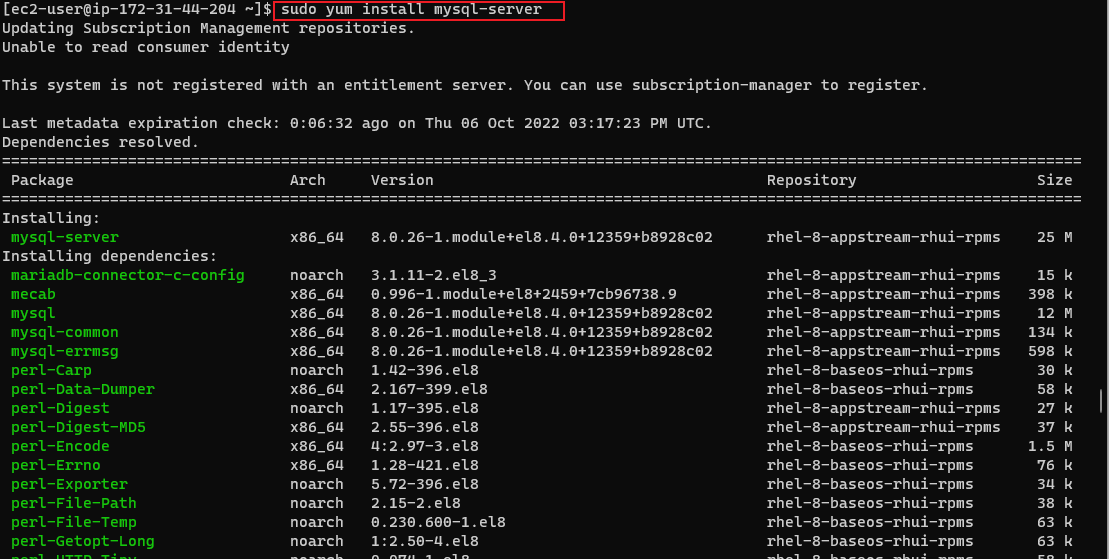 [ec2-user@ip-172-31-44-204 ~]$ sudo yum install mysql-server
Updating Subscription Management repositories.
Unable to read consumer identity
This system is not registered with an entitlement server. You can use subscription-manager to register.
Last metadata expiration check: 0:06:32 ago on Thu 06 Oct 2022 03:17:23 PM UTC.
Dependencies resolved.
================================================================================
Package Arch Version Repository Size
================================================================================
Installing:
mysql-server x86_64 8.0.26-1.module+el8.4.0+12359+b8928c02 rhel-8-appstream-rhui-rpms 25 M
Installing dependencies:
mariadb-connector-c-config noarch 3.1.11-2.el8_3 rhel-8-appstream-rhui-rpms 15 k
mecab x86_64 0.996-1.module+el8+2459+7cb96738.9 rhel-8-appstream-rhui-rpms 398 k
mysql x86_64 8.0.26-1.module+el8.4.0+12359+b8928c02 rhel-8-appstream-rhui-rpms 12 M
mysql-common x86_64 8.0.26-1.module+el8.4.0+12359+b8928c02 rhel-8-appstream-rhui-rpms 134 k
mysql-errmsg x86_64 8.0.26-1.module+el8.4.0+12359+b8928c02 rhel-8-appstream-rhui-rpms 598 k
perl-Carp noarch 1.42-396.el8 rhel-8-baseos-rhui-rpms 30 k
perl-Data-Dumper x86_64 2.167-399.el8 rhel-8-baseos-rhui-rpms 58 k
perl-Digest noarch 1.17-395.el8 rhel-8-appstream-rhui-rpms 27 k
perl-Digest-MD5 x86_64 2.55-396.el8 rhel-8-appstream-rhui-rpms 37 k
perl-Encode x86_64 4:2.97-3.el8 rhel-8-baseos-rhui-rpms 1.5 M
perl-Errno x86_64 1.28-421.el8 rhel-8-baseos-rhui-rpms 76 k
perl-Exporter noarch 5.72-396.el8 rhel-8-baseos-rhui-rpms 34 k
perl-File-Path noarch 2.15-2.el8 rhel-8-baseos-rhui-rpms 38 k
perl-File-Temp noarch 0.230.600-1.el8 rhel-8-baseos-rhui-rpms 63 k
perl-Getopt-Long noarch 1:2.50-4.el8 rhel-8-baseos-rhui-rpms 63 k
perl-HTTP-Tiny noarch 0.074-1.el8 rhel-8-baseos-rhui-rpms 58 k